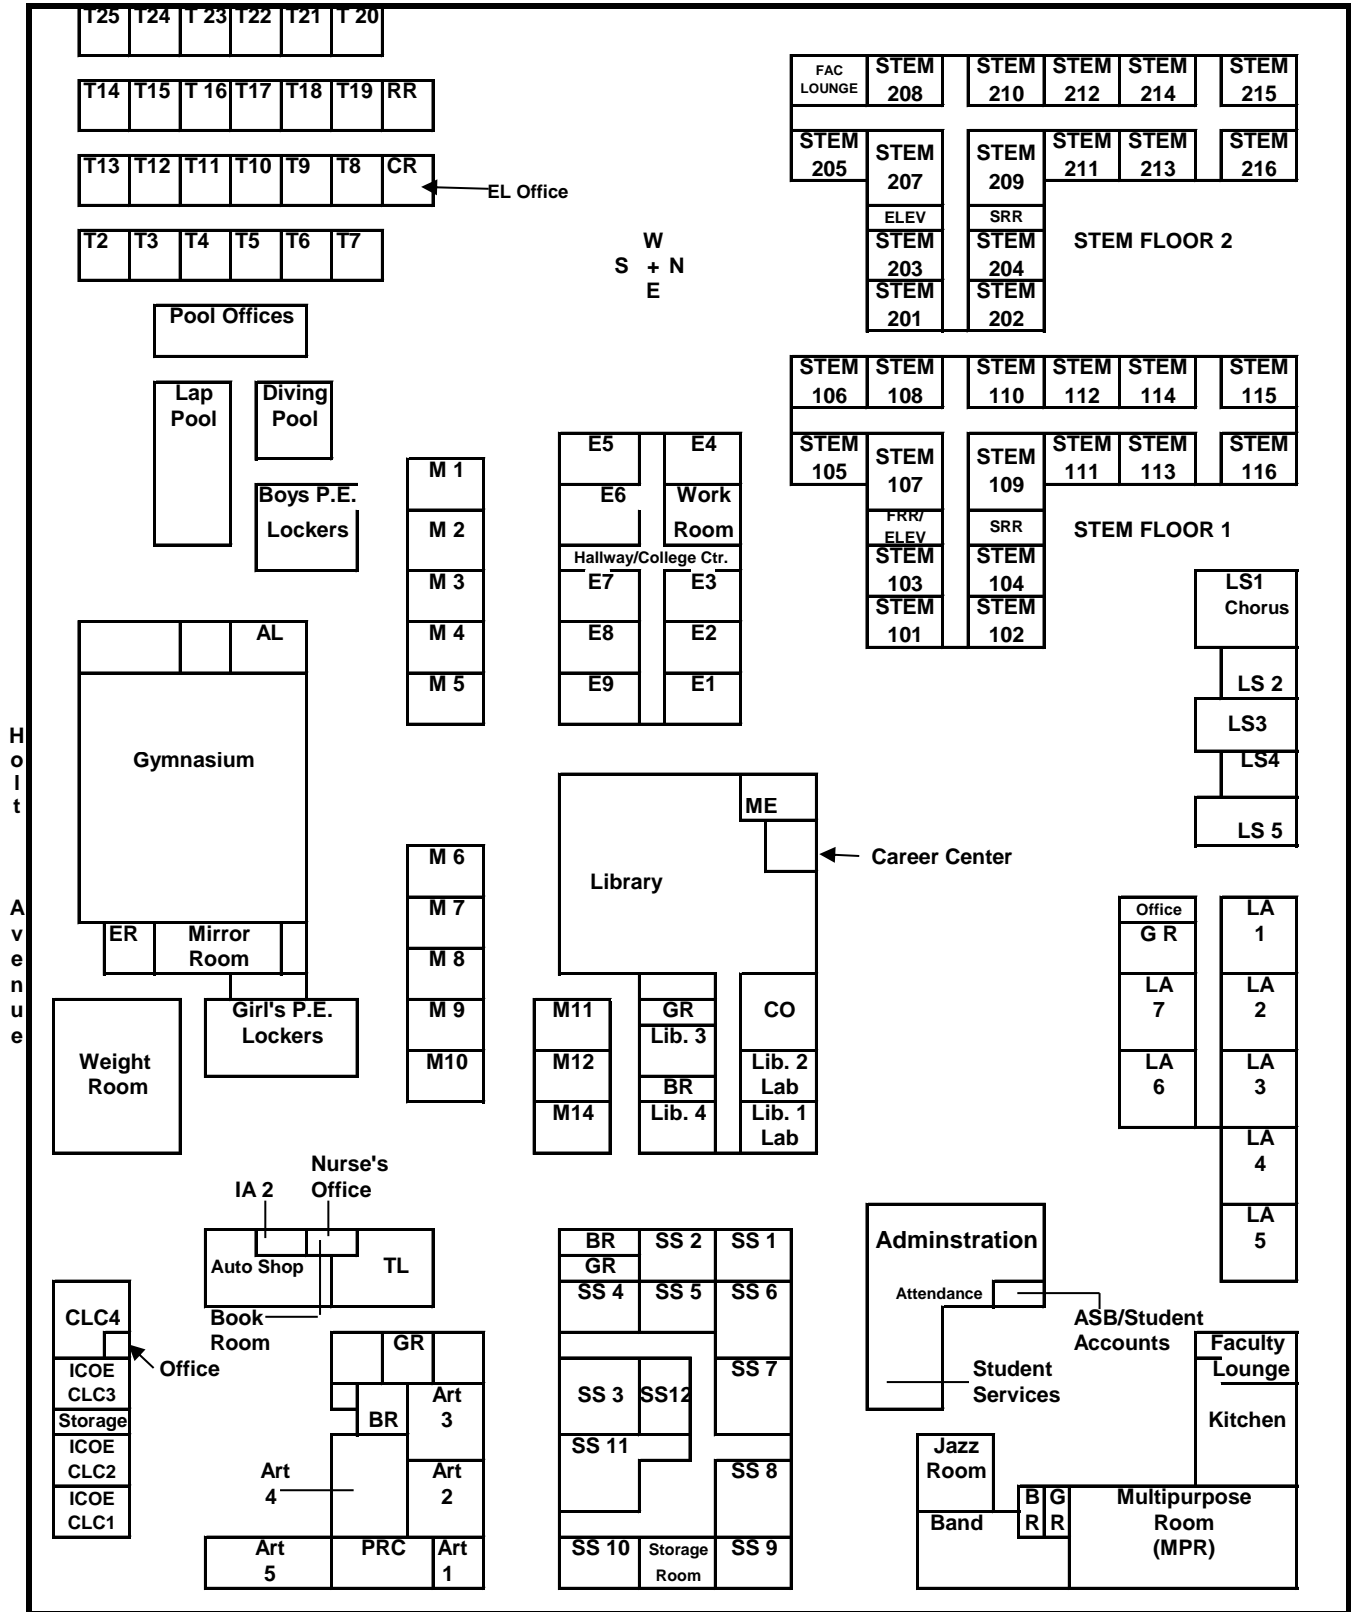 T25 T24 T 23 T22 T21 T 20
T14 T15 T 16 T17 T18 T19 RR
T13 T12 T11 T10 T9 T8 CR
EL Office
T2 T3 T4 T5 T6 T7
Pool Offices
Lap
Pool
Diving
Pool
Boys P.E.
Lockers
W
S + N
E
FAC
LOUNGE
STEM
208
STEM
210
STEM
212
STEM
214
STEM
215
STEM
205
STEM
207
STEM
209
STEM
211
STEM
213
STEM
216
ELEV
SRR
STEM
203
STEM
204
STEM
201
STEM
202
STEM FLOOR 2
STEM
106
STEM
108
STEM
110
STEM
112
STEM
114
STEM
115
STEM
105
STEM
107
STEM
109
STEM
111
STEM
113
STEM
116
FRR/
ELEV
SRR
STEM
103
STEM
104
STEM
101
STEM
102
STEM FLOOR 1
M 1
M 2
M 3
M 4
M 5
E5
E4
E6
Work
Room
Hallway/College Ctr.
E7
E3
E8
E2
E9
E1
LS1
Chorus
LS 2
LS3
LS4
LS 5
AL
Gymnasium
ER
Mirror
Room
Girl's P.E.
Lockers
Weight
Room
Holt Avenue
M 6
M 7
M 8
M 9
M10
ME
Library
Career Center
M11
M12
M14
GR
Lib. 3
BR
Lib. 4
CO
Lib. 2
Lab
Lib. 1
Lab
Office
G R
LA
7
LA
6
LA
1
LA
2
LA
3
LA
4
LA
5
IA 2
Nurse's
Office
Auto Shop
TL
Book
Room
CLC4
Office
ICOE
CLC3
Storage
ICOE
CLC2
ICOE
CLC1
GR
BR
Art
3
Art
4
Art
2
Art
5
PRC
Art
1
BR
GR
SS 2
SS 1
SS 4
SS 5
SS 6
SS 3
SS12
SS 7
SS 11
SS 8
SS 10
Storage
Room
SS 9
Adminstration
Attendance
ASB/Student
Accounts
Student
Services
Faculty
Lounge
Kitchen
Jazz
Room
Band
B
R
G
R
Multipurpose
Room
(MPR)